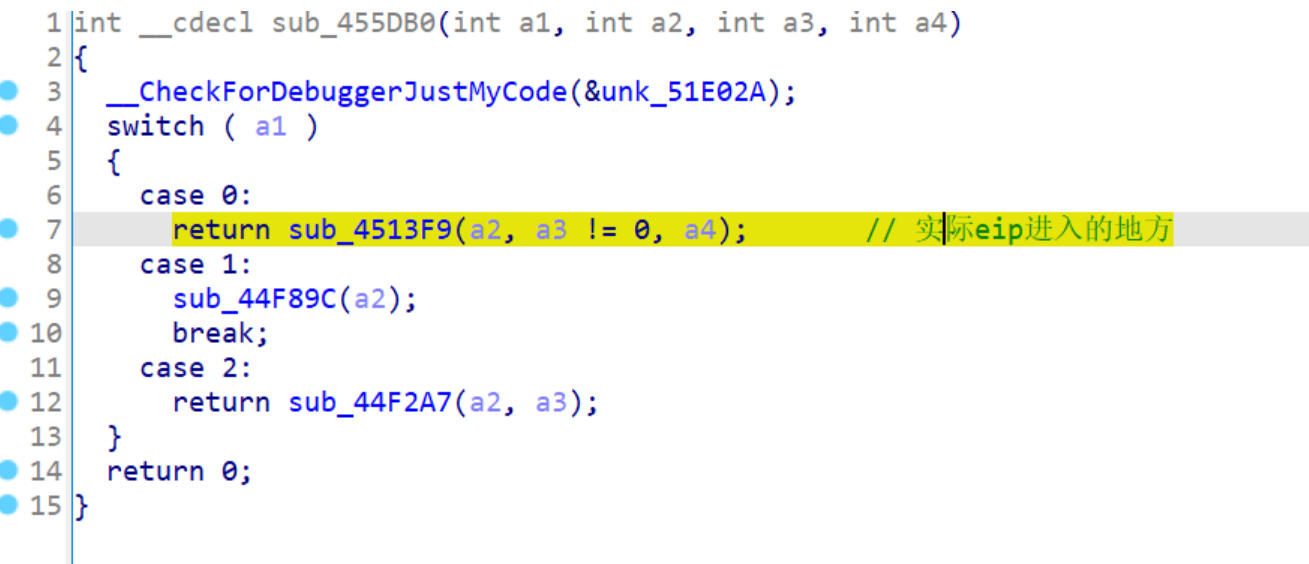 1 int __cdecl sub_455DB0(int a1, int a2, int a3, int a4)
2 {
3 __CheckForDebuggerJustMyCode(&unk_51E02A);
4 switch ( a1 )
5 {
6 case 0:
7 return sub_4513F9(a2, a3 != 0, a4); // 实际eip进入的地方
8 case 1:
9 sub_44F89C(a2);
10 break;
11 case 2:
12 return sub_44F2A7(a2, a3);
13 }
14 return 0;
15 }